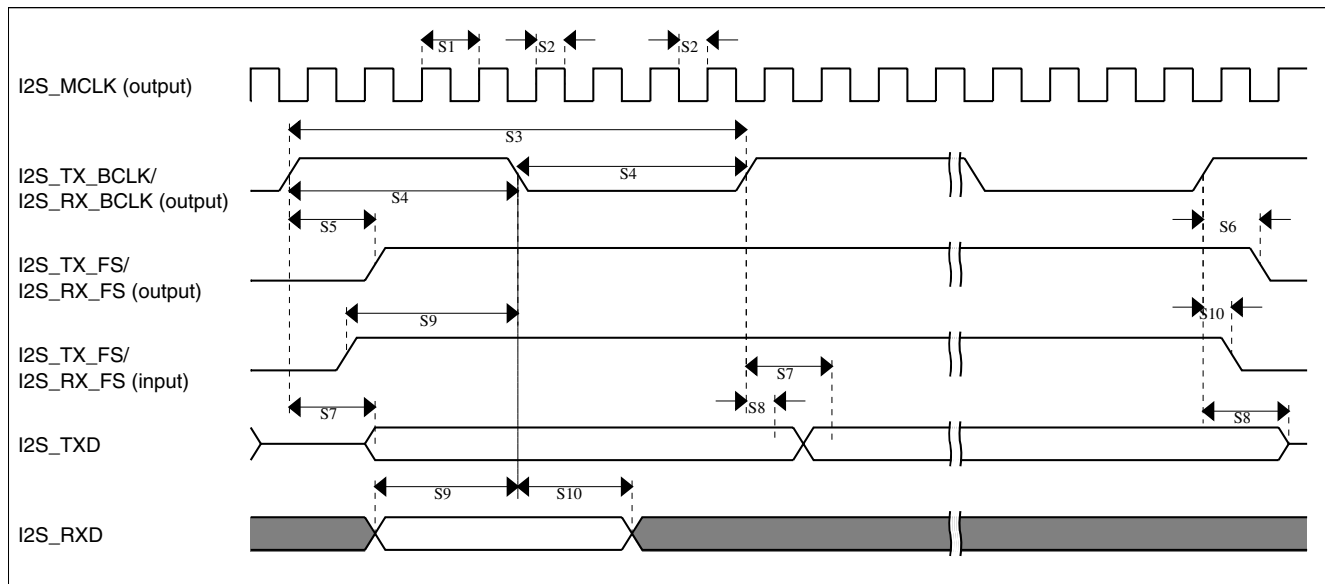 S1
S2
S2
I2S_MCLK (output)
S3
I2S_TX_BCLK/
I2S_RX_BCLK (output)
S4
S4
S5
S6
I2S_TX_FS/
I2S_RX_FS (output)
S9
S10
I2S_TX_FS/
I2S_RX_FS (input)
S7
S7
S8
S8
I2S_TXD
S9
S10
I2S_RXD